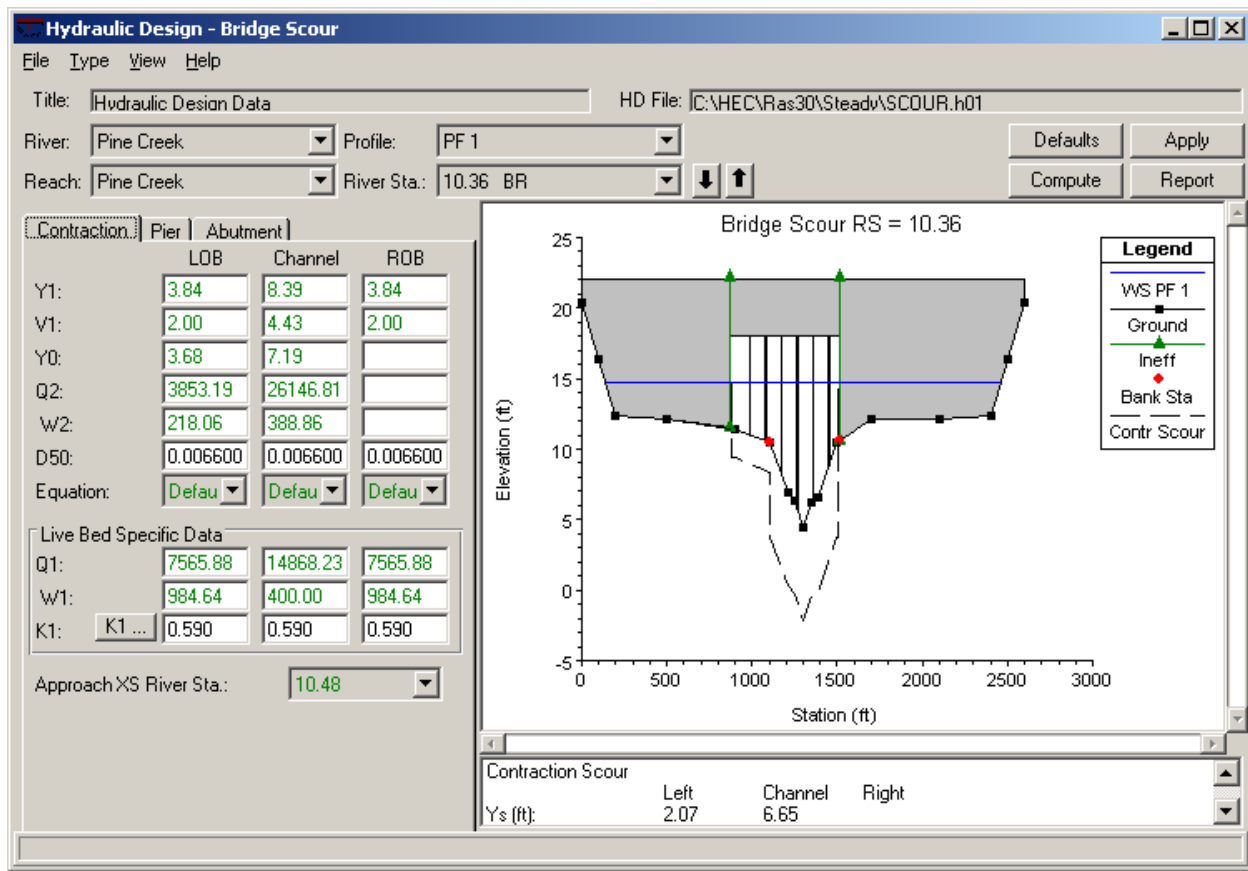 Hydraulic Design - Bridge Scour
File Type View Help
Title: Hydraulic Design Data HD File: C:\HEC\Ras30\Steady\SCOUR.h01
River: Pine Creek Profile: PF 1 Defaults Apply
Reach: Pine Creek River Sta.: 10.36 BR Compute Report
Contraction Pier Abutment
LOB Channel ROB
Y1: 3.84 8.39 3.84
V1: 2.00 4.43 2.00
Y0: 3.68 7.19
Q2: 3853.19 26146.81
W2: 218.06 388.86
D50: 0.006600 0.006600 0.006600
Equation: Defau Defau Defau
Live Bed Specific Data
Q1: 7565.88 14868.23 7565.88
W1: 984.64 400.00 984.64
K1: K1 ... 0.590 0.590 0.590
Approach XS River Sta.: 10.48
Bridge Scour RS = 10.36
25
20
15
10
5
0
-5
Elevation (ft)
0 500 1000 1500 2000 2500 3000
Station (ft)
Legend
WS PF 1
Ground
Ineff
Bank Sta
Contr Scour
Contraction Scour
Left Channel Right
Ys (ft): 2.07 6.65